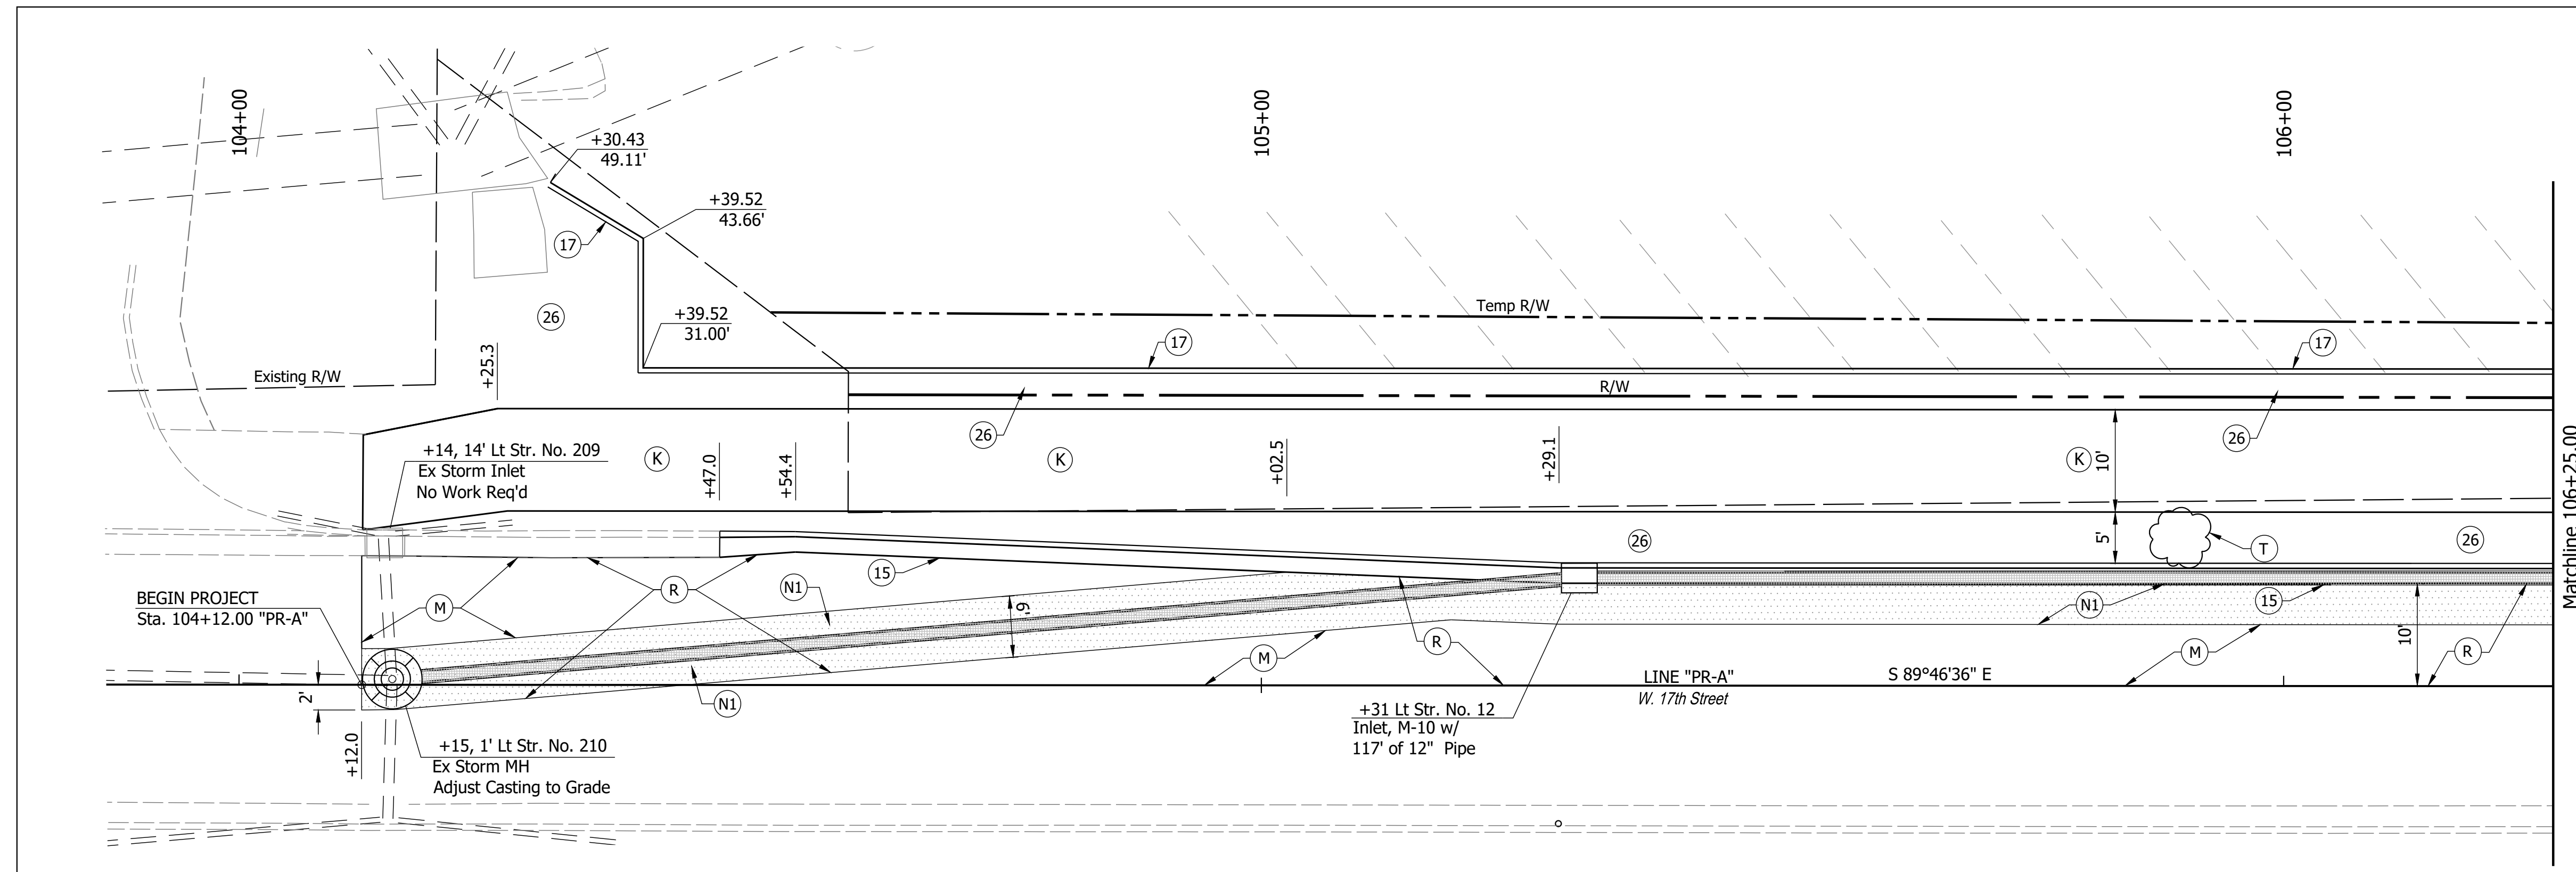 104+00
105+00
106+00
+30.43
49.11'
+39.52
43.66'
17
26
+39.52
31.00'
Temp R/W
17
17
+25.3
Existing R/W
R/W
26
26
+14, 14' Lt Str. No. 209
Ex Storm Inlet
No Work Req'd
K
+47.0
+54.4
K
+02.5
+29.1
K
10'
Matchline 106+25.00
26
5'
T
26
BEGIN PROJECT
Sta. 104+12.00 "PR-A"
M
R
N1
15
6'
N1
15
R
M
M
10'
R
2'
N1
LINE "PR-A"
S 89°46'36" E
W. 17th Street
+12.0
+15, 1' Lt Str. No. 210
Ex Storm MH
Adjust Casting to Grade
+31 Lt Str. No. 12
Inlet, M-10 w/
117' of 12" Pipe